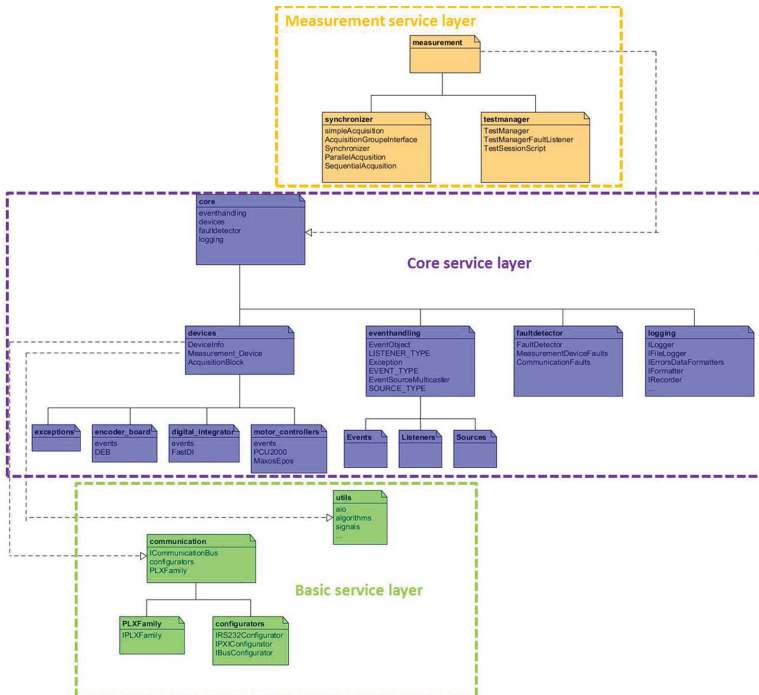 Measurement service layer
measurement
synchronizer
simpleAcquisition
AcquisitionGroupeInterface
Synchronizer
ParallelAcqusition
SequentialAcqusition
testmanager
TestManager
TestManagerFaultListener
TestSessionScript
core
eventhandling
devices
faultdetector
logging
Core service layer
devices
DeviceInfo
Measurement_Device
AcquisitionBlock
eventhandling
EventObject
LISTENER_TYPE
Exception
EVENT_TYPE
EventSourceMulticaster
SOURCE_TYPE
faultdetector
FaultDetector
MeasurementDeviceFaults
CommunicationFaults
logging
ILogger
IFileLogger
IErrorsDataFormatters
IFormatter
IRecorder
...
exceptions
encoder_board
events
DEB
digital_integrator
events
FastDI
motor_controllers
events
PCU2000
MaxosEpos
Events
Listeners
Sources
utils
aio
algorithms
signals
...
communication
ICommunicationBus
configurators
PLXFamily
Basic service layer
PLXFamily
IPLXFamily
configurators
IRS232Configurator
IPXIConfigurator
IBusConfigurator